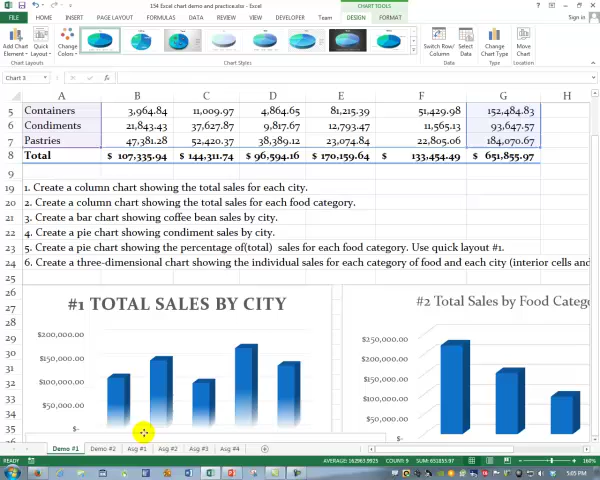 154 Excel chart demo and practice.xlsx - Excel
CHART TOOLS
FILE HOME INSERT PAGE LAYOUT FORMULAS DATA REVIEW VIEW DEVELOPER Team DESIGN FORMAT
Sign in
Add Chart Element Quick Layout Change Colors Switch Row/ Column Select Data Change Chart Type Move Chart
Chart Layouts Chart Styles Data Type Location
Chart 3 fx
A B C D E F G H
5 Containers 3,964.84 11,009.97 4,864.65 81,215.39 51,429.98 152,484.83
6 Condiments 21,843.43 37,627.87 9,817.67 12,793.47 11,565.13 93,647.57
7 Pastries 47,381.28 52,420.37 38,389.12 23,074.84 22,805.06 184,070.67
8 Total $ 107,335.94 $ 144,311.74 $ 96,594.16 $ 170,159.64 $ 133,454.49 $ 651,855.97
9
19 1. Create a column chart showing the total sales for each city.
20 2. Create a column chart showing the total sales for each food category.
21 3. Create a bar chart showing coffee bean sales by city.
22 4. Create a pie chart showing condiment sales by city.
23 5. Create a pie chart showing the percentage of(total) sales for each food category. Use quick layout #1.
24 6. Create a three-dimensional chart showing the individual sales for each category of food and each city (interior cells and
25
26
27
28
29
30
31
32
33
34
35
36
#1 TOTAL SALES BY CITY
$200,000.00
$150,000.00
$100,000.00
$50,000.00
$-
#2 Total Sales by Food Categ
$250,000.00
$200,000.00
$150,000.00
$100,000.00
$50,000.00
$-
Demo #1 Demo #2 Asg #1 Asg #2 Asg #3 Asg #4
READY AVERAGE: 162963.9925 COUNT: 9 SUM: 651855.97 160%
5:05 PM